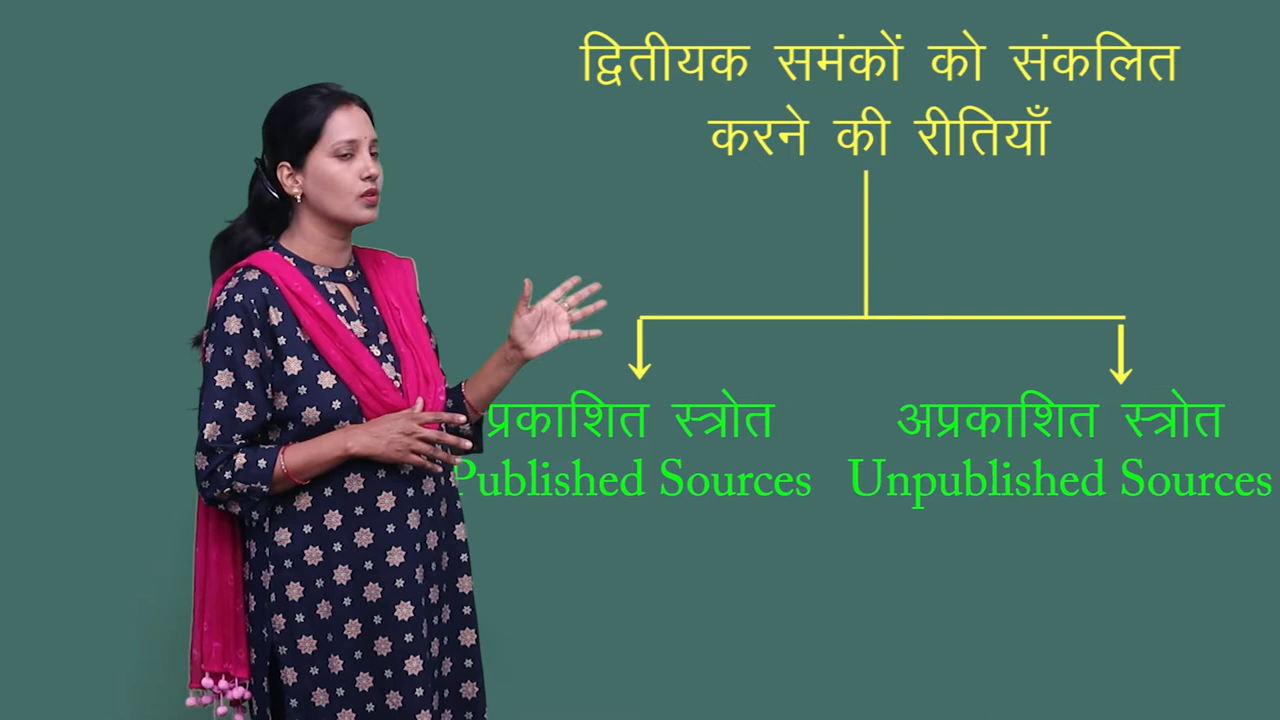 द्वितीयक समंकों को संकलित
करने की रीतियाँ
प्रकाशित स्त्रोत
Published Sources
अप्रकाशित स्त्रोत
Unpublished Sources